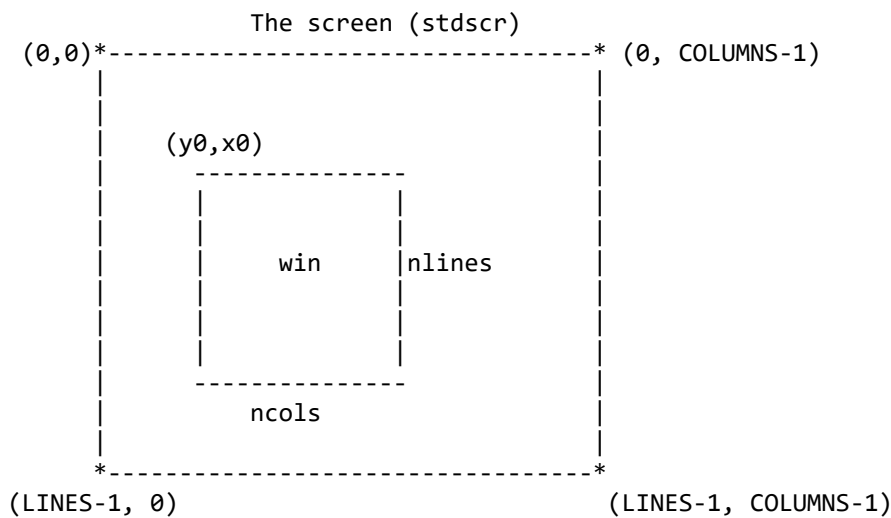 The screen (stdscr)
(0,0)*--------------------------------* (0, COLUMNS-1)
(y0,x0)
--------------
win |nlines
--------------
ncols
*--------------------------------*
(LINES-1, 0) (LINES-1, COLUMNS-1)